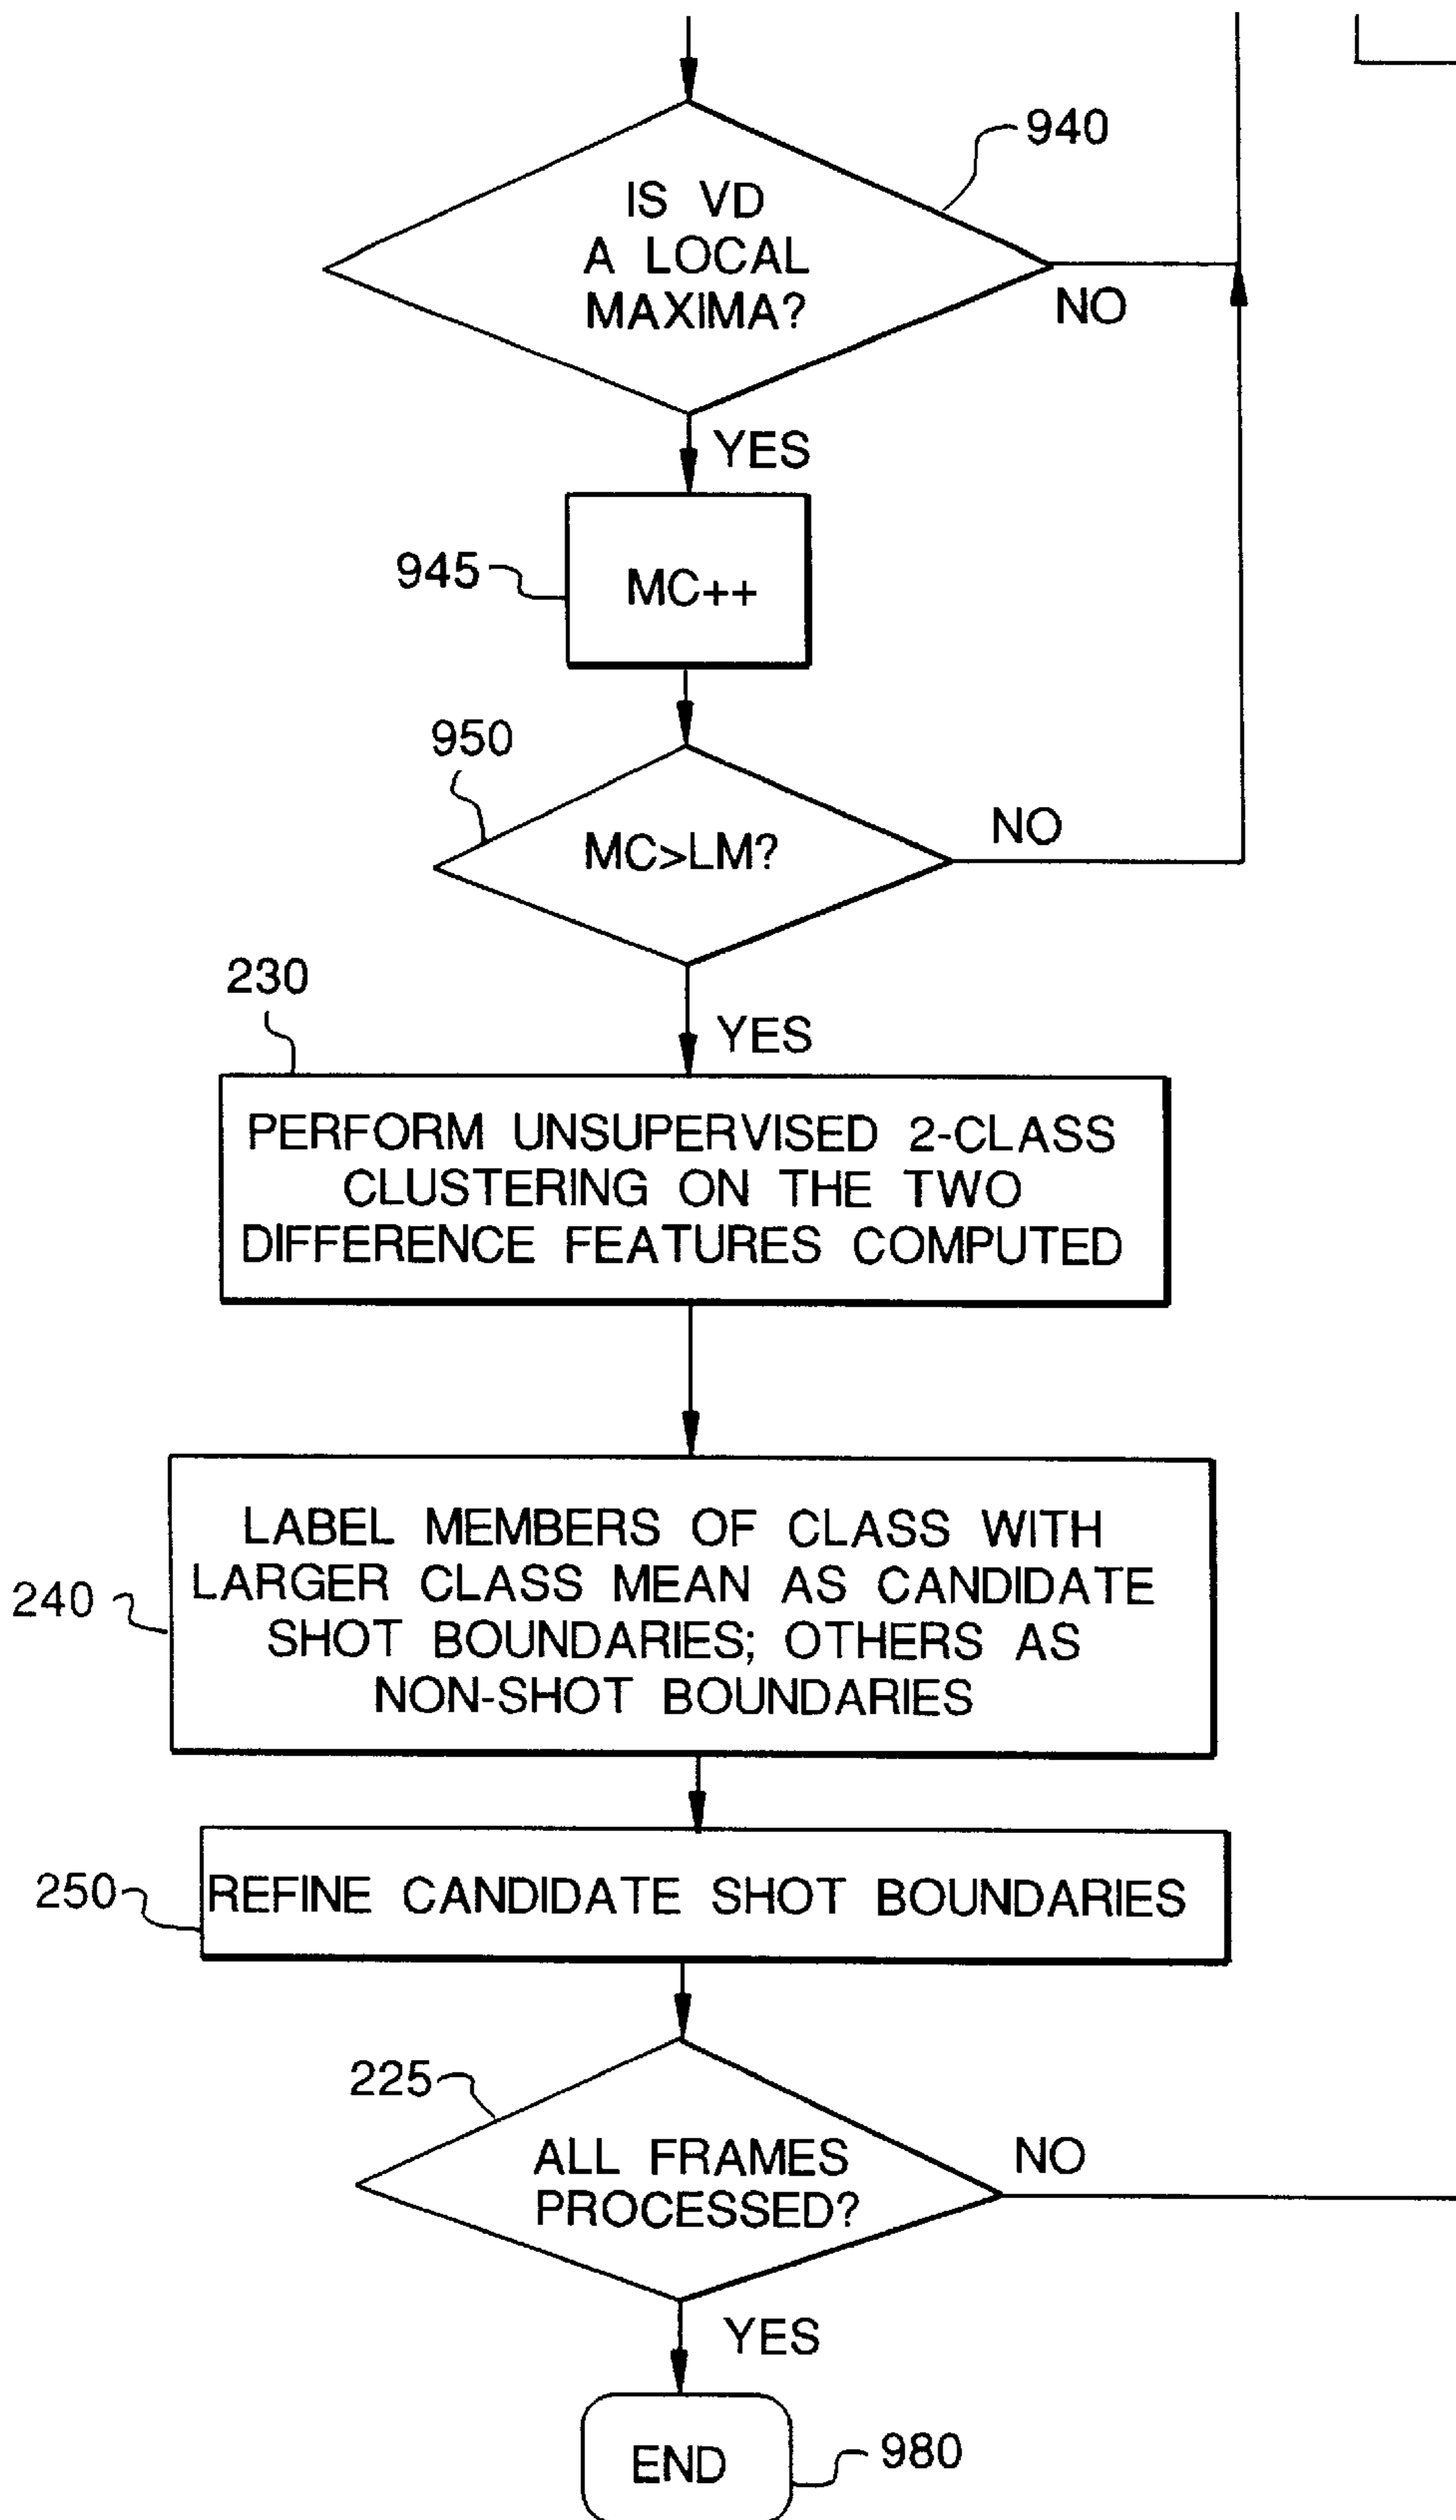 940
IS VD
A LOCAL
MAXIMA?
NO
YES
945
MC++
950
MC>LM?
NO
230
YES
PERFORM UNSUPERVISED 2-CLASS
CLUSTERING ON THE TWO
DIFFERENCE FEATURES COMPUTED
LABEL MEMBERS OF CLASS WITH
LARGER CLASS MEAN AS CANDIDATE
SHOT BOUNDARIES; OTHERS AS
NON-SHOT BOUNDARIES
240
250
REFINE CANDIDATE SHOT BOUNDARIES
225
ALL FRAMES
PROCESSED?
NO
YES
END
980